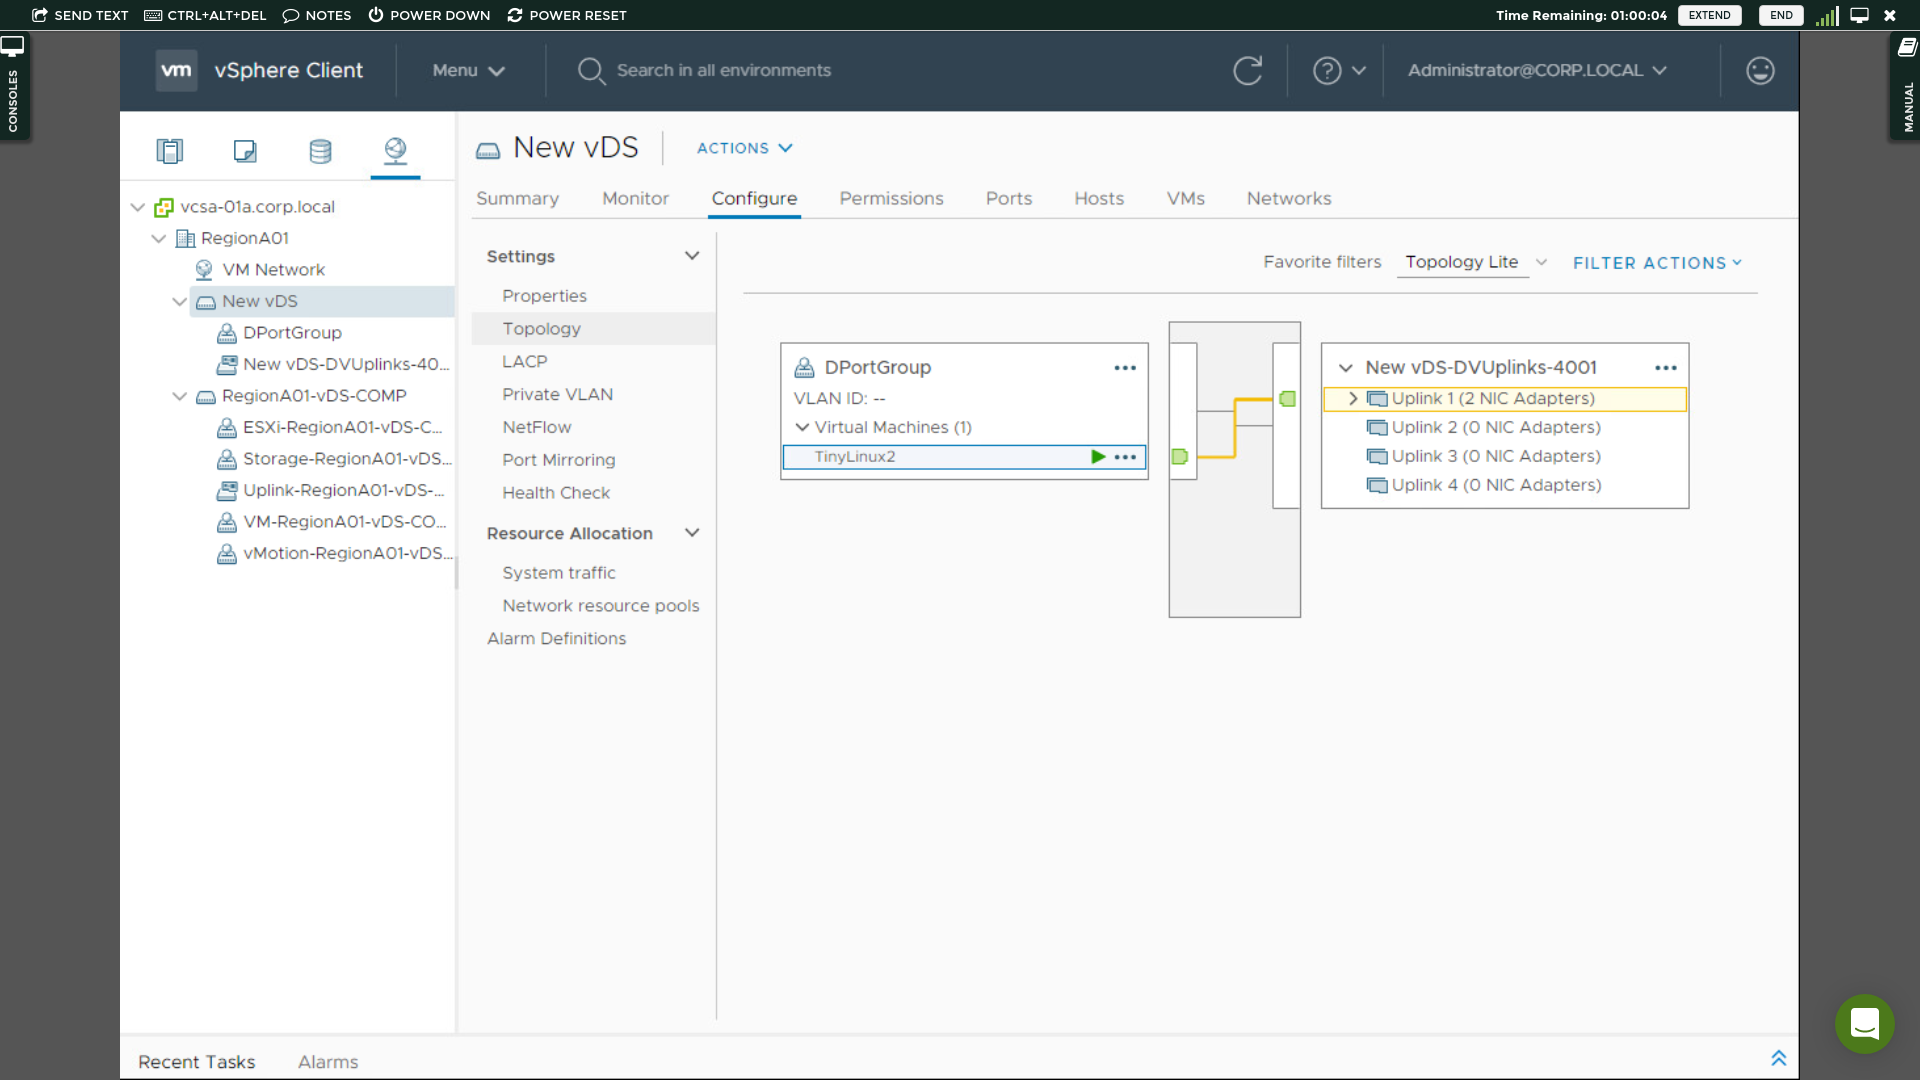 SEND TEXT CTRL+ALT+DEL NOTES POWER DOWN POWER RESET Time Remaining: 01:00:04 EXTEND END
CONSOLES
MANUAL
vm vSphere Client Menu Search in all environments ? Administrator@CORP.LOCAL
New vDS ACTIONS
Summary Monitor Configure Permissions Ports Hosts VMs Networks
vcsa-01a.corp.local
RegionA01
VM Network
New vDS
DPortGroup
New vDS-DVUplinks-40...
RegionA01-vDS-COMP
ESXi-RegionA01-vDS-C...
Storage-RegionA01-vDS...
Uplink-RegionA01-vDS-...
VM-RegionA01-vDS-CO...
vMotion-RegionA01-vDS...
Settings
Properties
Topology
LACP
Private VLAN
NetFlow
Port Mirroring
Health Check
Resource Allocation
System traffic
Network resource pools
Alarm Definitions
Favorite filters Topology Lite FILTER ACTIONS
DPortGroup
VLAN ID: --
Virtual Machines (1)
TinyLinux2
New vDS-DVUplinks-4001
Uplink 1 (2 NIC Adapters)
Uplink 2 (0 NIC Adapters)
Uplink 3 (0 NIC Adapters)
Uplink 4 (0 NIC Adapters)
Recent Tasks Alarms